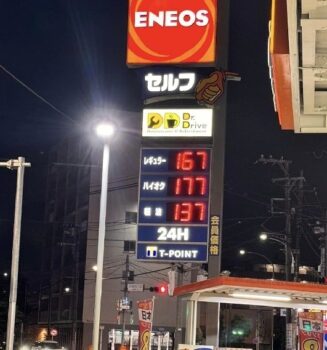 ENEOS
セルフ
Dr. Drive
レギュラー 167
ハイオク 177
軽油 137
24H
T-POINT
会員価格